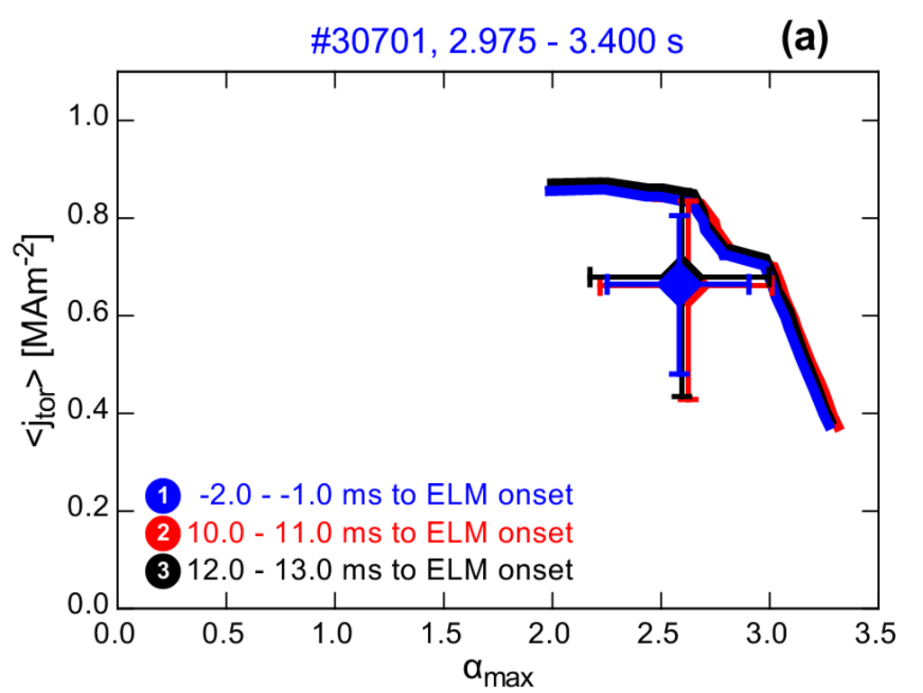 #30701, 2.975 - 3.400 s (a)
<j_tor> [MAm^-2]
1.0
0.8
0.6
0.4
0.2
0.0
1 -2.0 - -1.0 ms to ELM onset
2 10.0 - 11.0 ms to ELM onset
3 12.0 - 13.0 ms to ELM onset
0.0 0.5 1.0 1.5 2.0 2.5 3.0 3.5
α_max